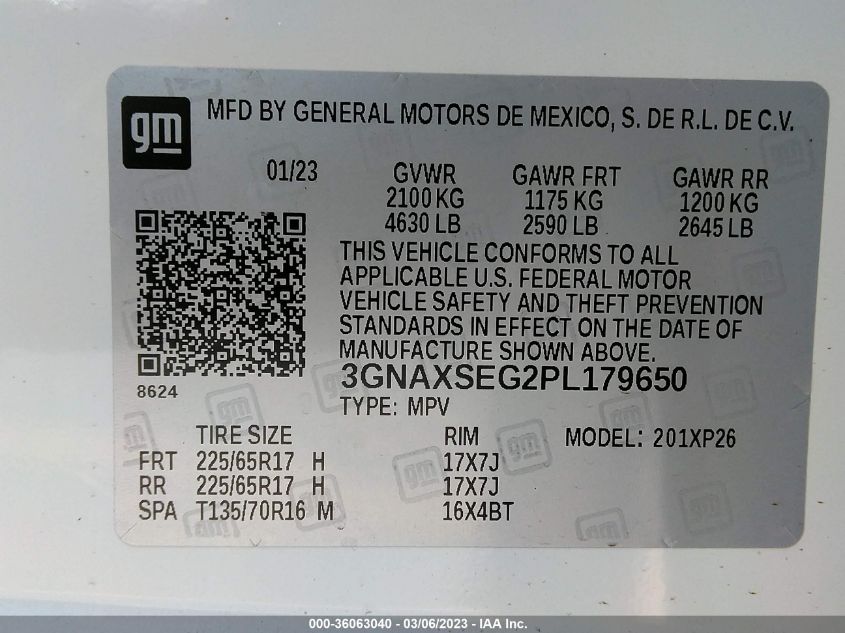 gm
MFD BY GENERAL MOTORS DE MEXICO, S. DE R.L. DE C.V.
01/23 GVWR GAWR FRT GAWR RR
2100 KG 1175 KG 1200 KG
4630 LB 2590 LB 2645 LB
THIS VEHICLE CONFORMS TO ALL
APPLICABLE U.S. FEDERAL MOTOR
VEHICLE SAFETY AND THEFT PREVENTION
STANDARDS IN EFFECT ON THE DATE OF
MANUFACTURE SHOWN ABOVE.
8624
3GNAXSEG2PL179650
TYPE: MPV
TIRE SIZE RIM MODEL: 201XP26
FRT 225/65R17 H 17X7J
RR 225/65R17 H 17X7J
SPA T135/70R16 M 16X4BT
000-36063040 - 03/06/2023 - IAA Inc.